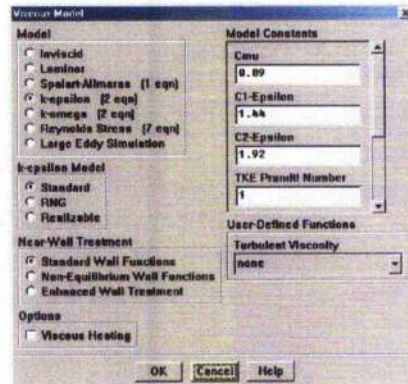 Viscous Model
Model
Inviscid
Laminar
Spalart-Allmaras (1 eqn)
k-epsilon (2 eqn)
k-omega (2 eqn)
Reynolds Stress (7 eqn)
Large Eddy Simulation
k-epsilon Model
Standard
RNG
Realizable
Near-Wall Treatment
Standard Wall Functions
Non-Equilibrium Wall Functions
Enhanced Wall Treatment
Options
Viscous Heating
Model Constants
Cmu
0.09
C1-Epsilon
1.44
C2-Epsilon
1.92
TKE Prandtl Number
1
User-Defined Functions
Turbulent Viscosity
none
OK
Cancel
Help